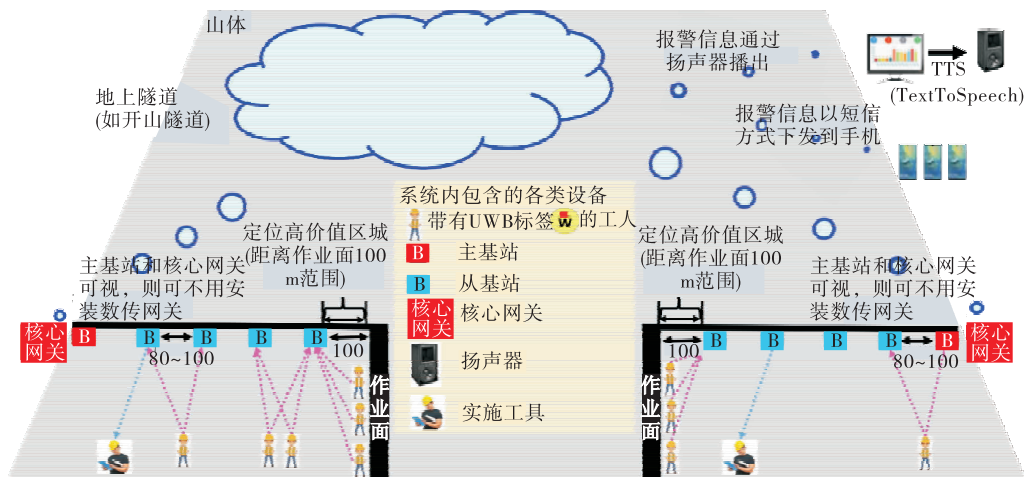 山体
报警信息通过
扬声器播出
TTS
(TextToSpeech)
地上隧道
(如开山隧道)
报警信息以短信
方式下发到手机
系统内包含的各类设备
带有UWB标签W的工人
B 主基站
B 从基站
核心
网关
核心网关
扬声器
实施工具
定位高价值区城
(距离作业面100
m范围)
定位高价值区城
(距离作业面100
m范围)
主基站和核心网关
可视，则可不用安
装数传网关
主基站和核心网关
可视，则可不用安
装数传网关
核心
网关
B
B
B
B
B
80~100
100
作业面
作业面
100
B
B
B
B
B
80~100
核心
网关